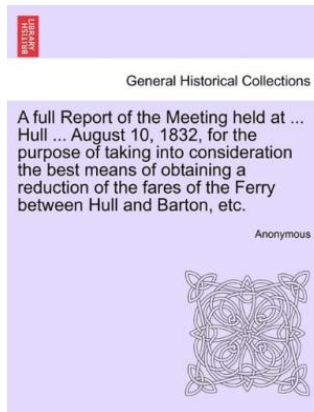 BRITISH
LIBRARY
General Historical Collections
A full Report of the Meeting held at ...
Hull ... August 10, 1832, for the
purpose of taking into consideration
the best means of obtaining a
reduction of the fares of the Ferry
between Hull and Barton, etc.
Anonymous